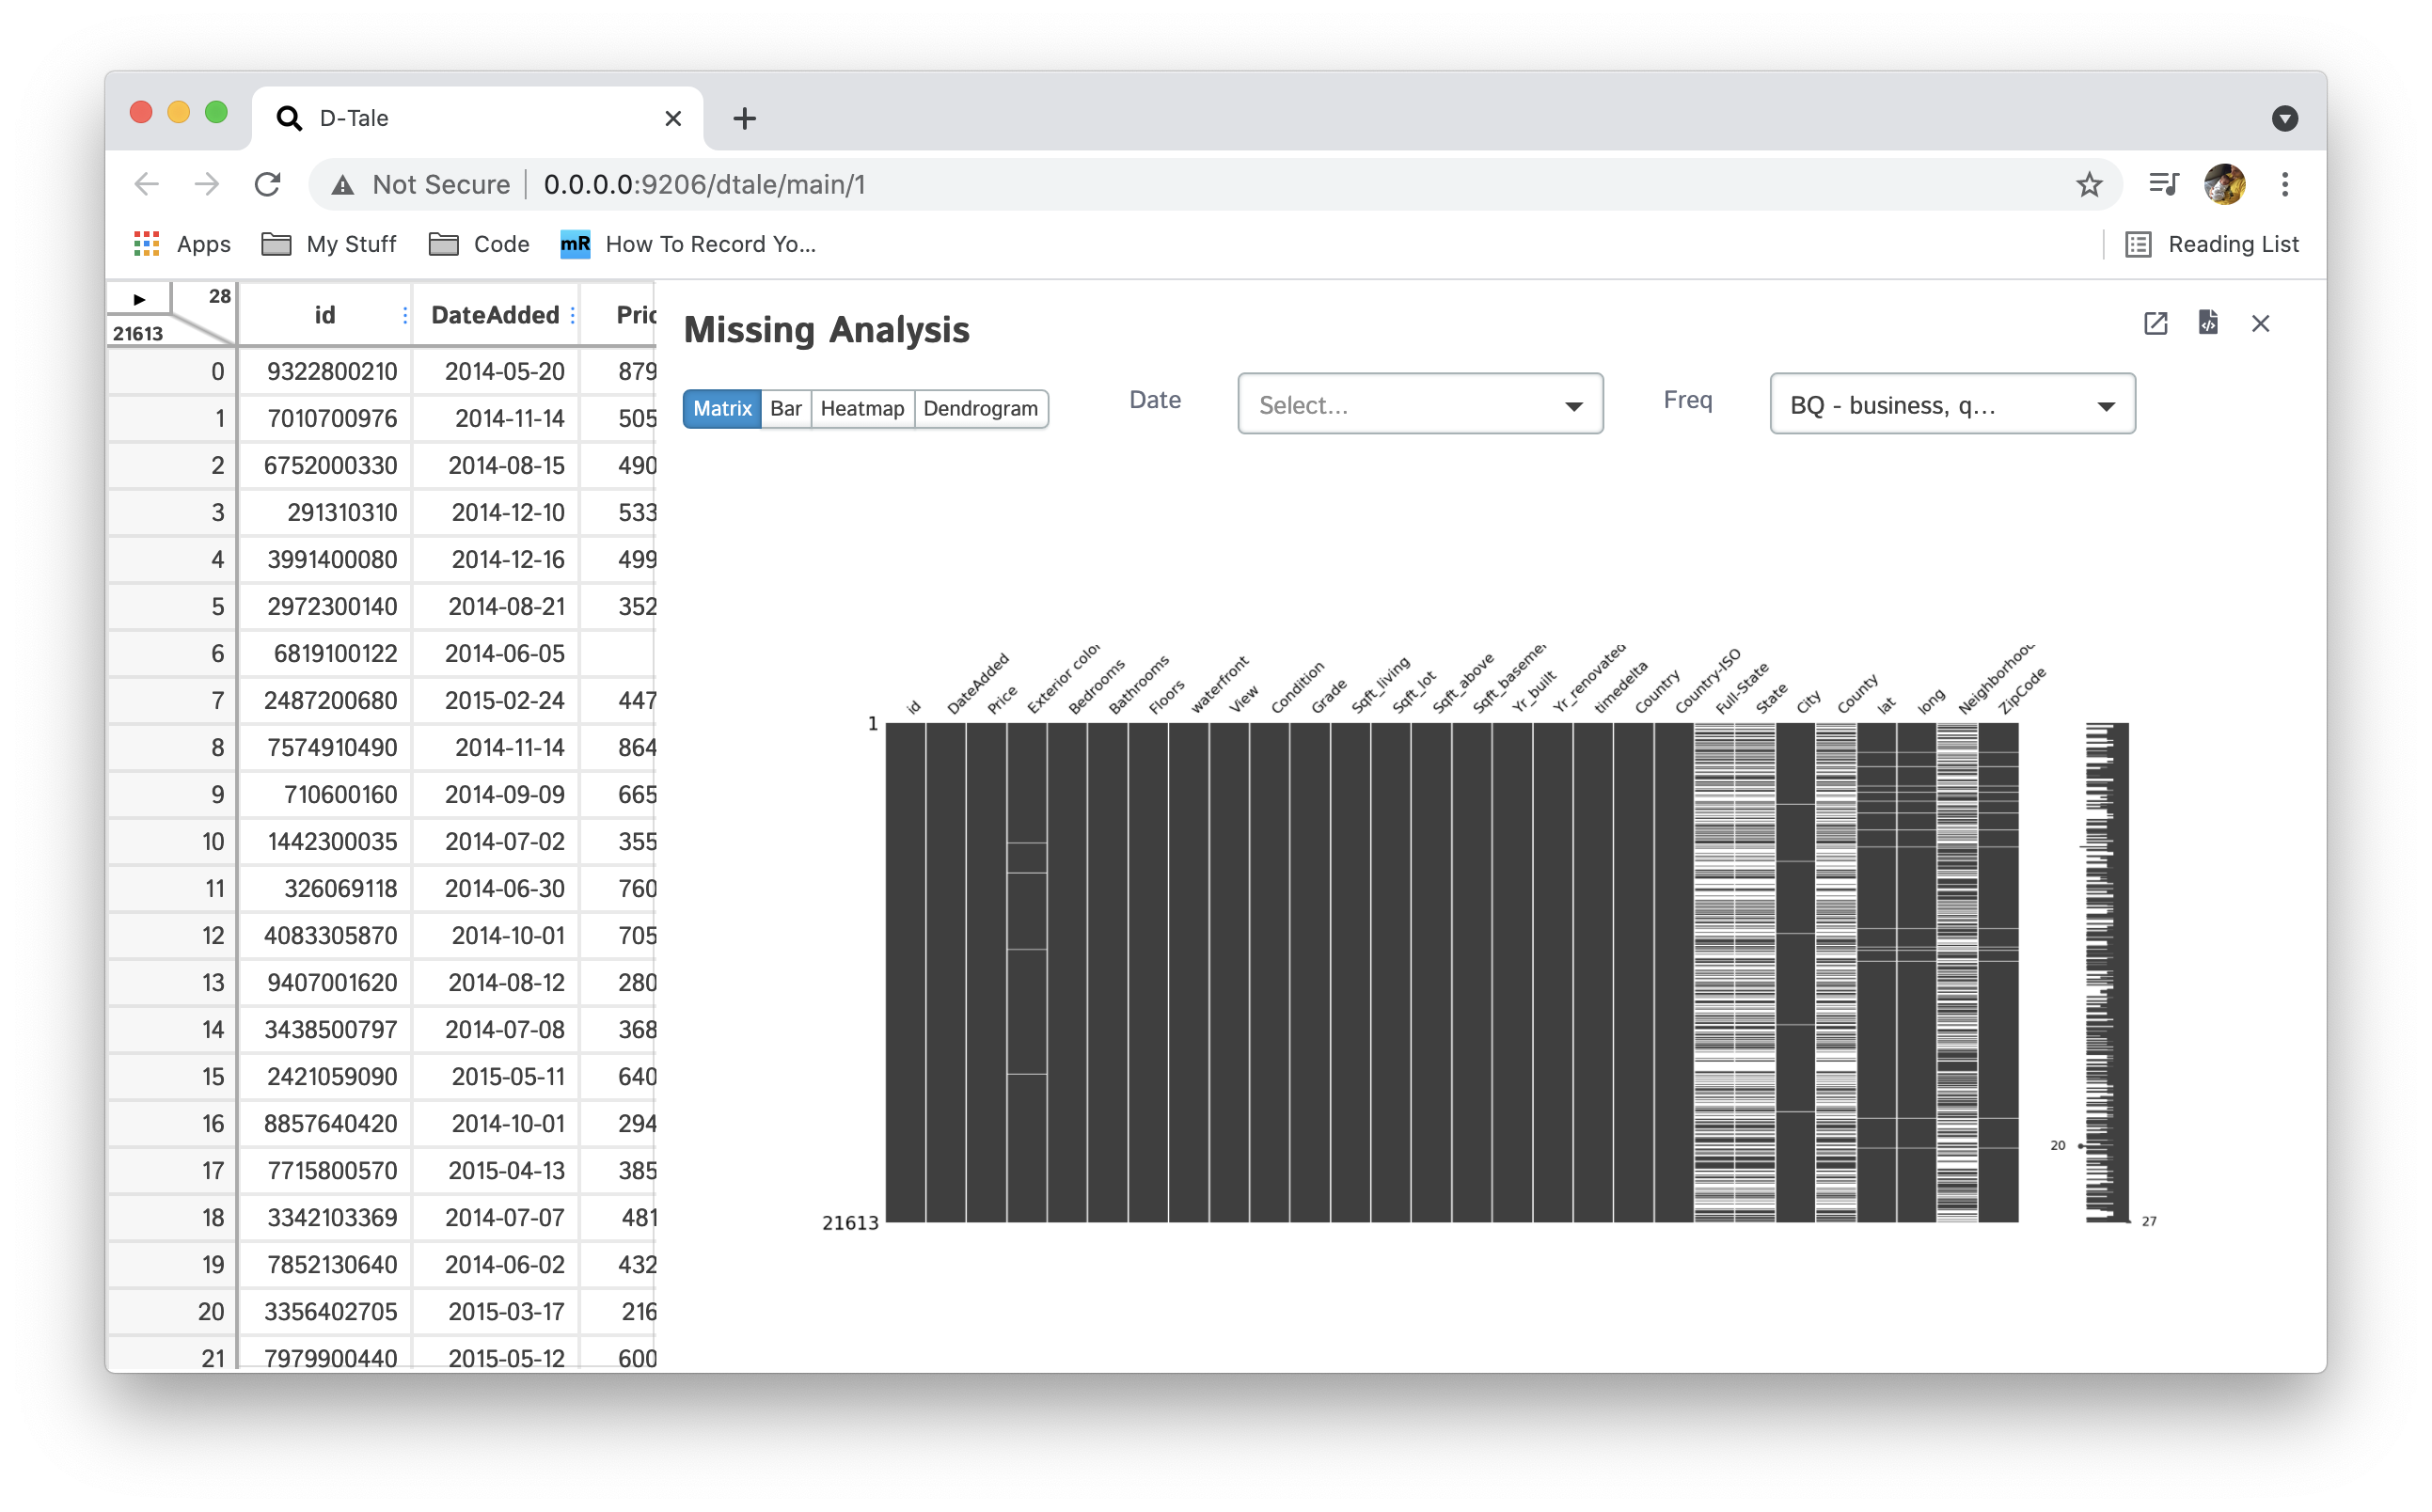 D-Tale
Not Secure 0.0.0.0:9206/dtale/main/1
Apps My Stuff Code mR How To Record Yo... Reading List
28
21613
id DateAdded Pric
0 9322800210 2014-05-20 879
1 7010700976 2014-11-14 505
2 6752000330 2014-08-15 490
3 291310310 2014-12-10 533
4 3991400080 2014-12-16 499
5 2972300140 2014-08-21 352
6 6819100122 2014-06-05
7 2487200680 2015-02-24 447
8 7574910490 2014-11-14 864
9 710600160 2014-09-09 665
10 1442300035 2014-07-02 355
11 326069118 2014-06-30 760
12 4083305870 2014-10-01 705
13 9407001620 2014-08-12 280
14 3438500797 2014-07-08 368
15 2421059090 2015-05-11 640
16 8857640420 2014-10-01 294
17 7715800570 2015-04-13 385
18 3342103369 2014-07-07 481
19 7852130640 2014-06-02 432
20 3356402705 2015-03-17 216
21 7979900440 2015-05-12 600
Missing Analysis
Matrix Bar Heatmap Dendrogram Date Select... Freq BQ - business, q...
id DateAdded Price Exterior color Bedrooms Bathrooms Floors waterfront View Condition Grade Sqft_living Sqft_lot Sqft_above Sqft_basemen Yr_built Yr_renovated timedelta Country Country-ISO Full-State State City County lat long Neighborhood ZipCode
1
21613
20
27